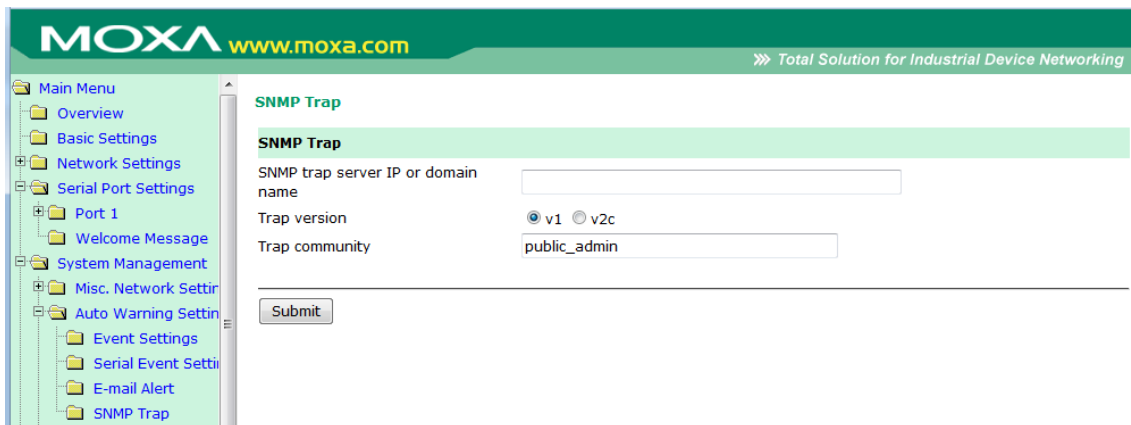 MOXA www.moxa.com
Total Solution for Industrial Device Networking
Main Menu
Overview
Basic Settings
Network Settings
Serial Port Settings
Port 1
Welcome Message
System Management
Misc. Network Settin
Auto Warning Settin
Event Settings
Serial Event Settin
E-mail Alert
SNMP Trap
SNMP Trap
SNMP Trap
SNMP trap server IP or domain
name
Trap version
v1 v2c
Trap community
public_admin
Submit